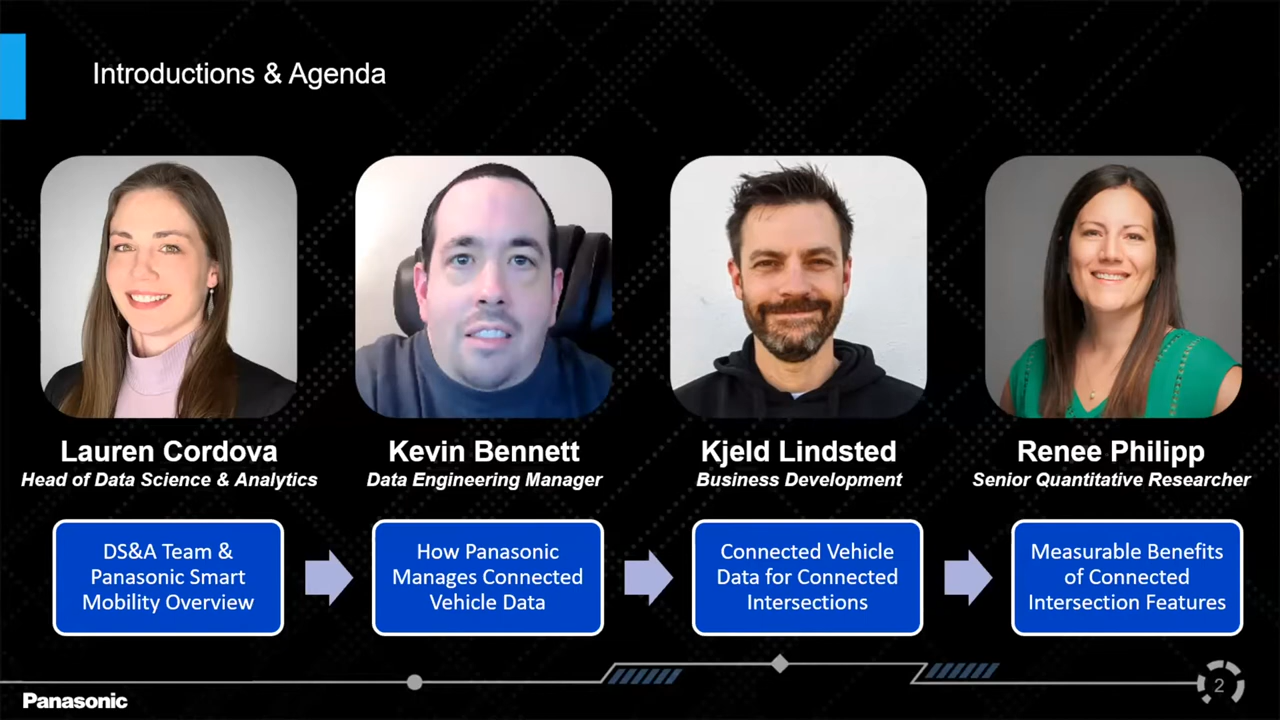 Introductions & Agenda
Lauren Cordova
Head of Data Science & Analytics
Kevin Bennett
Data Engineering Manager
Kjeld Lindsted
Business Development
Renee Philipp
Senior Quantitative Researcher
DS&A Team &
Panasonic Smart
Mobility Overview
How Panasonic
Manages Connected
Vehicle Data
Connected Vehicle
Data for Connected
Intersections
Measurable Benefits
of Connected
Intersection Features
Panasonic
2